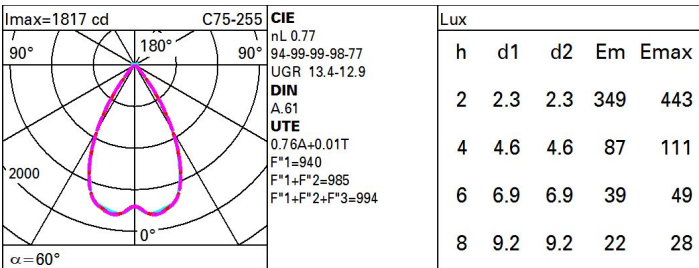 Imax=1817 cd C75-255
90° 180° 90°
2000
0°
α=60°
CIE
nL 0.77
94-99-99-98-77
UGR 13.4-12.9
DIN
A.61
UTE
0.76A+0.01T
F"1=940
F"1+F"2=985
F"1+F"2+F"3=994
Lux
h d1 d2 Em Emax
2 2.3 2.3 349 443
4 4.6 4.6 87 111
6 6.9 6.9 39 49
8 9.2 9.2 22 28